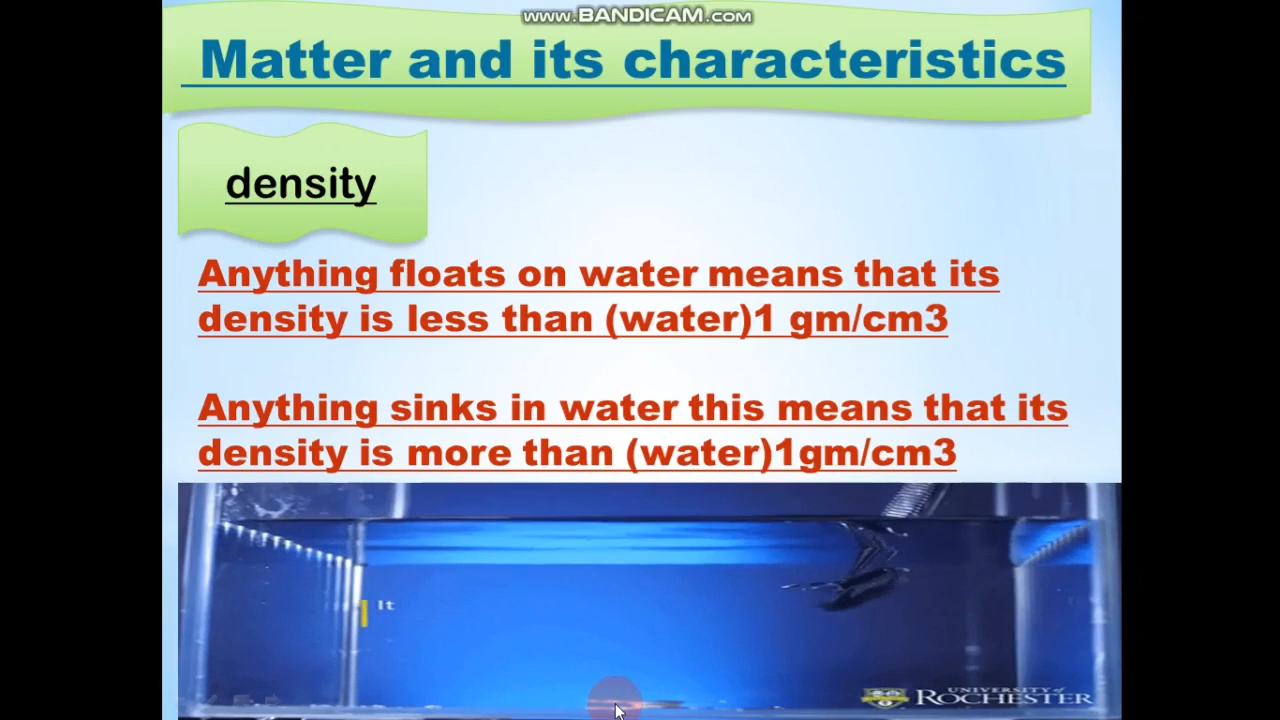 www.BANDICAM.com
Matter and its characteristics
density
Anything floats on water means that its
density is less than (water)1 gm/cm3
Anything sinks in water this means that its
density is more than (water)1gm/cm3
It
UNIVERSITY of
ROCHESTER